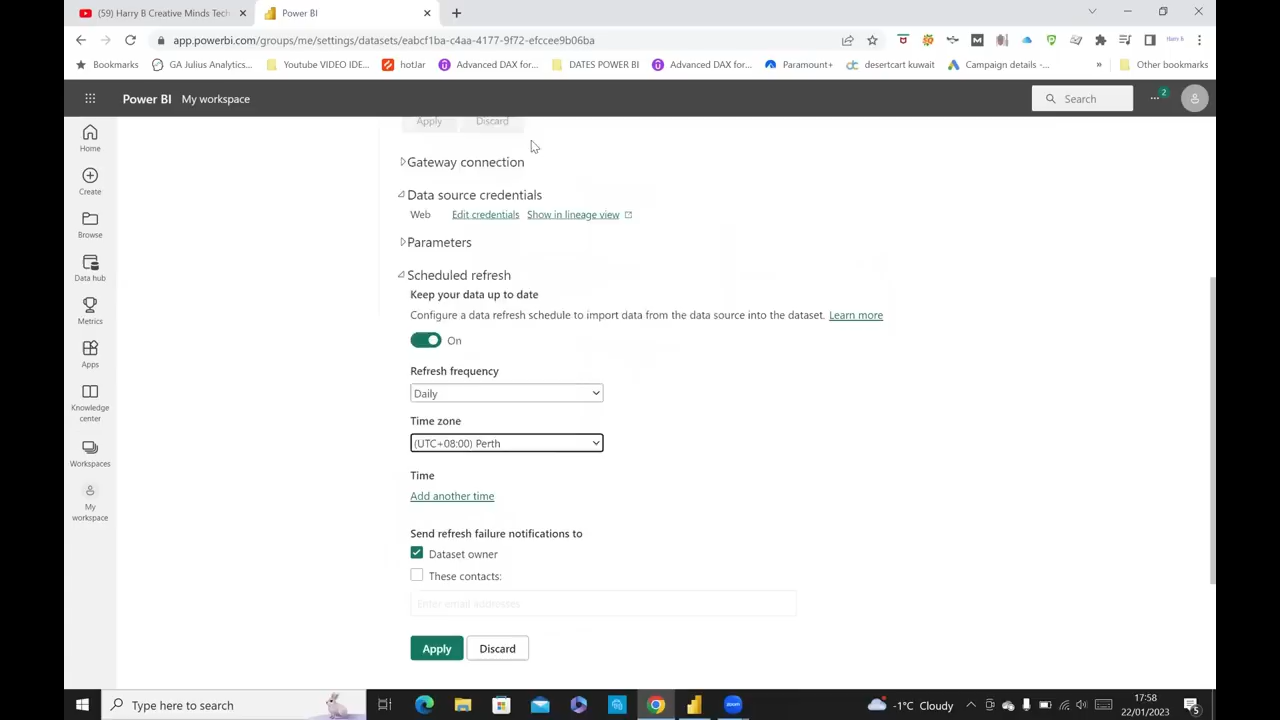 (59) Harry B Creative Minds Tech
Power BI
app.powerbi.com/groups/me/settings/datasets/eabcf1ba-c4aa-4177-9f72-efccee9b06ba
Harry B
Bookmarks
GA Julius Analytics...
Youtube VIDEO IDE...
hotJar
Advanced DAX for...
DATES POWER BI
Advanced DAX for...
Paramount+
desertcart kuwait
Campaign details -...
»
Other bookmarks
Power BI My workspace
Search
2
Home
Create
Browse
Data hub
Metrics
Apps
Knowledge
center
Workspaces
My
workspace
Apply Discard
Gateway connection
Data source credentials
Web Edit credentials Show in lineage view
Parameters
Scheduled refresh
Keep your data up to date
Configure a data refresh schedule to import data from the data source into the dataset. Learn more
On
Refresh frequency
Daily
Time zone
(UTC+08:00) Perth
Time
Add another time
Send refresh failure notifications to
Dataset owner
These contacts:
Enter email addresses
Apply Discard
Type here to search
zoom
-1°C Cloudy
17:58
22/01/2023
5